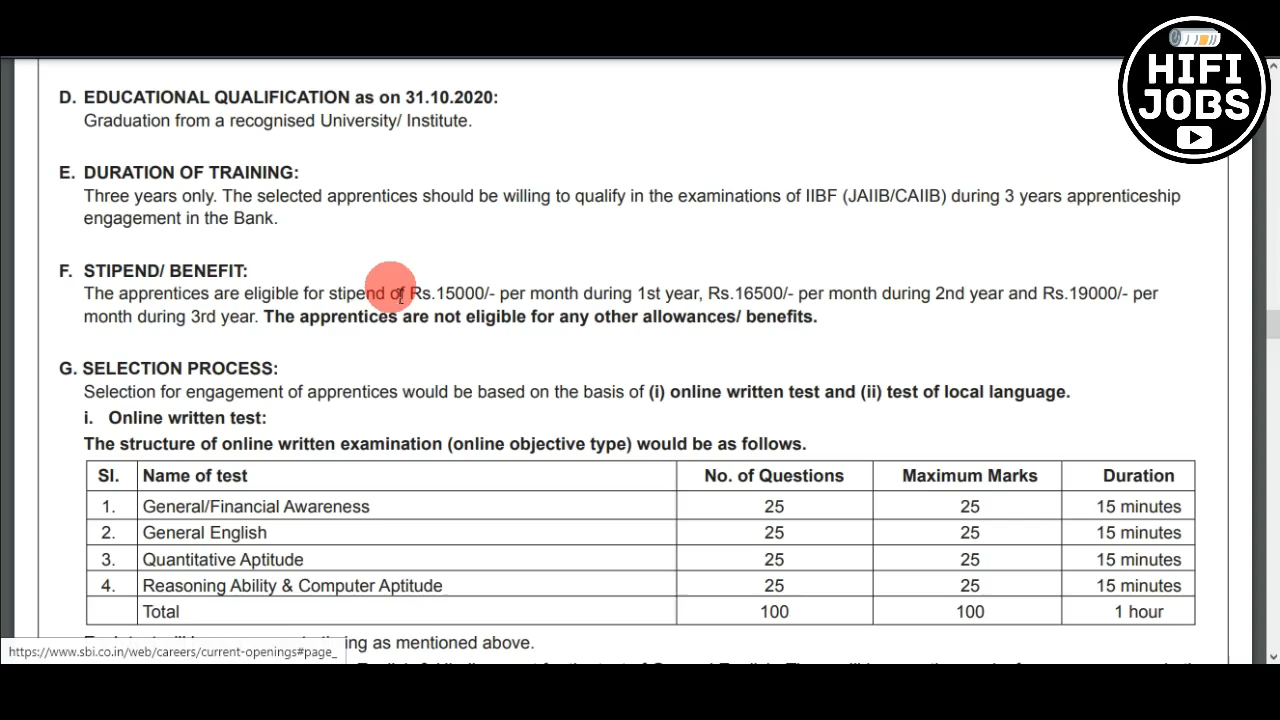 HIFI
JOBS
D. EDUCATIONAL QUALIFICATION as on 31.10.2020:
Graduation from a recognised University/ Institute.
E. DURATION OF TRAINING:
Three years only. The selected apprentices should be willing to qualify in the examinations of IIBF (JAIIB/CAIIB) during 3 years apprenticeship
engagement in the Bank.
F. STIPEND/ BENEFIT:
The apprentices are eligible for stipend of Rs.15000/- per month during 1st year, Rs.16500/- per month during 2nd year and Rs.19000/- per
month during 3rd year. The apprentices are not eligible for any other allowances/ benefits.
G. SELECTION PROCESS:
Selection for engagement of apprentices would be based on the basis of (i) online written test and (ii) test of local language.
i. Online written test:
The structure of online written examination (online objective type) would be as follows.
Sl. Name of test No. of Questions Maximum Marks Duration
1. General/Financial Awareness 25 25 15 minutes
2. General English 25 25 15 minutes
3. Quantitative Aptitude 25 25 15 minutes
4. Reasoning Ability & Computer Aptitude 25 25 15 minutes
Total 100 100 1 hour
as mentioned above.
https://www.sbi.co.in/web/careers/current-openings#page_